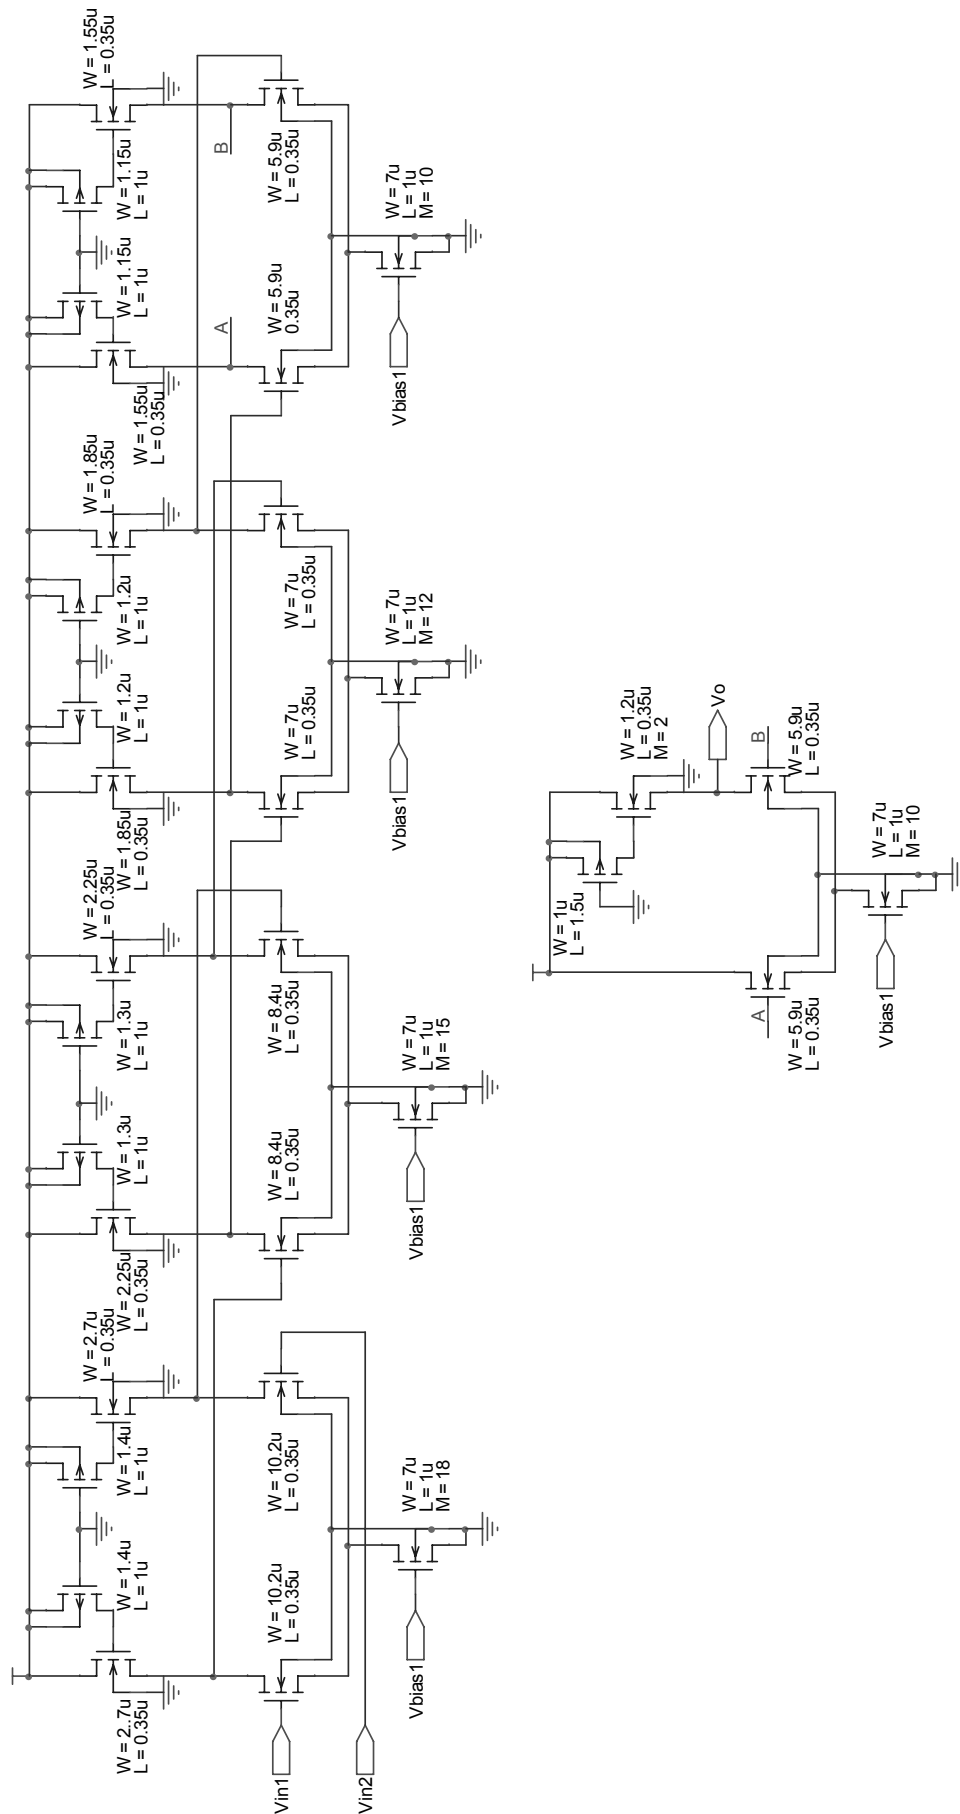 W = 2..7u
L = 0.35u
W = 1.4u
L = 1u
W = 1.4u
L = 1u
W = 2.7u
L = 0.35u
Vin1
Vin2
W = 10.2u
L = 0.35u
W = 10.2u
L = 0.35u
Vbias1
W = 7u
L = 1u
M = 18
W = 2.25u
L = 0.35u
W = 1.3u
L = 1u
W = 1.3u
L = 1u
W = 2.25u
L = 0.35u
W = 8.4u
L = 0.35u
W = 8.4u
L = 0.35u
Vbias1
W = 7u
L = 1u
M = 15
W = 1.85u
L = 0.35u
W = 1.2u
L = 1u
W = 1.2u
L = 1u
W = 1.85u
L = 0.35u
W = 7u
L = 0.35u
W = 7u
L = 0.35u
Vbias1
W = 7u
L = 1u
M = 12
W = 1.55u
L = 0.35u
W = 1.15u
L = 1u
W = 1.15u
L = 1u
W = 1.55u
L = 0.35u
A
B
W = 5.9u
0.35u
W = 5.9u
L = 0.35u
Vbias1
W = 7u
L = 1u
M = 10
W = 1u
L = 1.5u
W = 1.2u
L = 0.35u
M = 2
Vo
A
B
W = 5.9u
L = 0.35u
W = 5.9u
L = 0.35u
Vbias1
W = 7u
L = 1u
M = 10